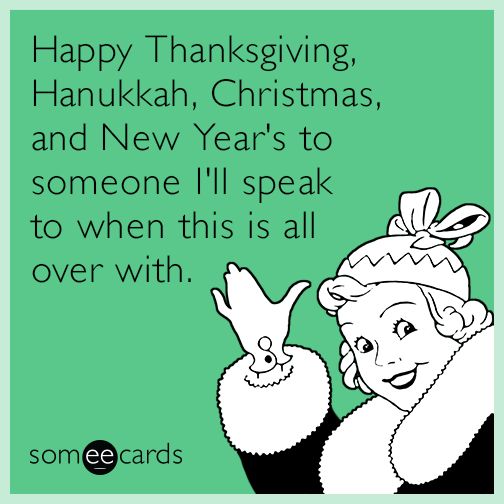 Happy Thanksgiving,
Hanukkah, Christmas,
and New Year's to
someone I'll speak
to when this is all
over with.
someecards